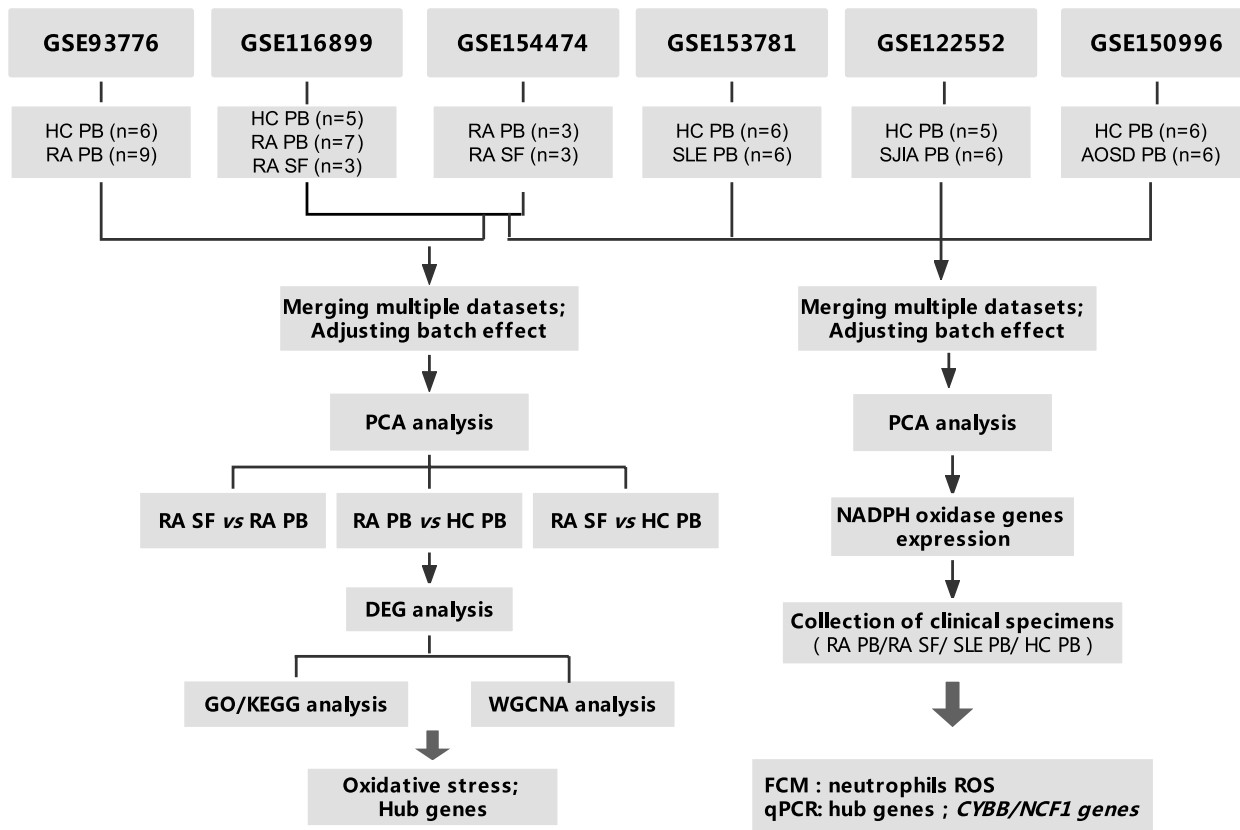 GSE93776
GSE116899
GSE154474
GSE153781
GSE122552
GSE150996
HC PB (n=6)
RA PB (n=9)
HC PB (n=5)
RA PB (n=7)
RA SF (n=3)
RA PB (n=3)
RA SF (n=3)
HC PB (n=6)
SLE PB (n=6)
HC PB (n=5)
SJIA PB (n=6)
HC PB (n=6)
AOSD PB (n=6)
Merging multiple datasets;
Adjusting batch effect
PCA analysis
RA SF vs RA PB
RA PB vs HC PB
RA SF vs HC PB
DEG analysis
GO/KEGG analysis
WGCNA analysis
Oxidative stress;
Hub genes
Merging multiple datasets;
Adjusting batch effect
PCA analysis
NADPH oxidase genes
expression
Collection of clinical specimens
( RA PB/RA SF/ SLE PB/ HC PB )
FCM : neutrophils ROS
qPCR: hub genes ; CYBB/NCF1 genes